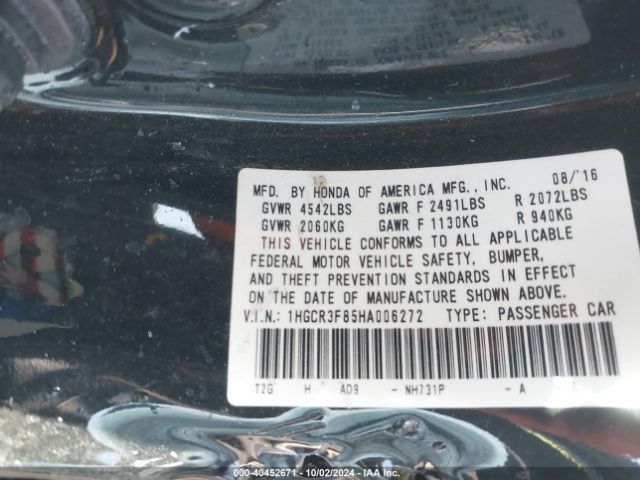 MFD. BY HONDA OF AMERICA MFG., INC. 08/16
GVWR 4542LBS GAWR F 2491LBS R 2072LBS
GVWR 2060KG GAWR F 1130KG R 940KG
THIS VEHICLE CONFORMS TO ALL APPLICABLE
FEDERAL MOTOR VEHICLE SAFETY, BUMPER,
AND THEFT PREVENTION STANDARDS IN EFFECT
ON THE DATE OF MANUFACTURE SHOWN ABOVE.
V.I.N.: 1HGCR3F85HA006272 TYPE: PASSENGER CAR
T2G H AD9 - NH731P - A
00-40452671 - 10/02/2024 - IAA Inc.